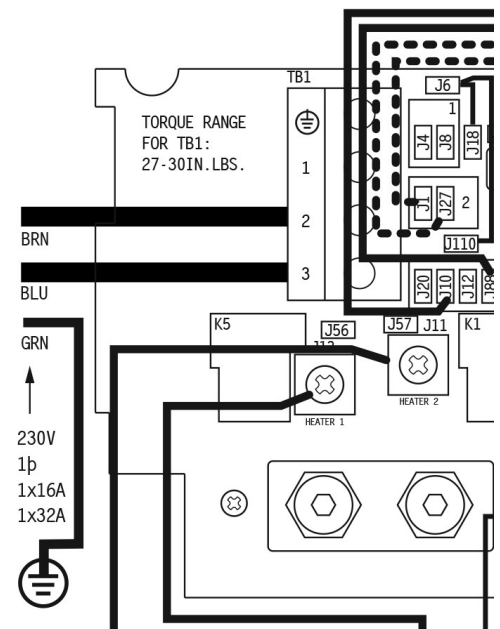 TB1
TORQUE RANGE
FOR TB1:
27-30IN.LBS.
1
2
3
J6
1
J4
J8
J18
J1
J27
2
J110
BRN
BLU
GRN
J20
J10
J12
J88
K5
J56
J57
J11
K1
J13
HEATER 1
HEATER 2
230V
1þ
1x16A
1x32A